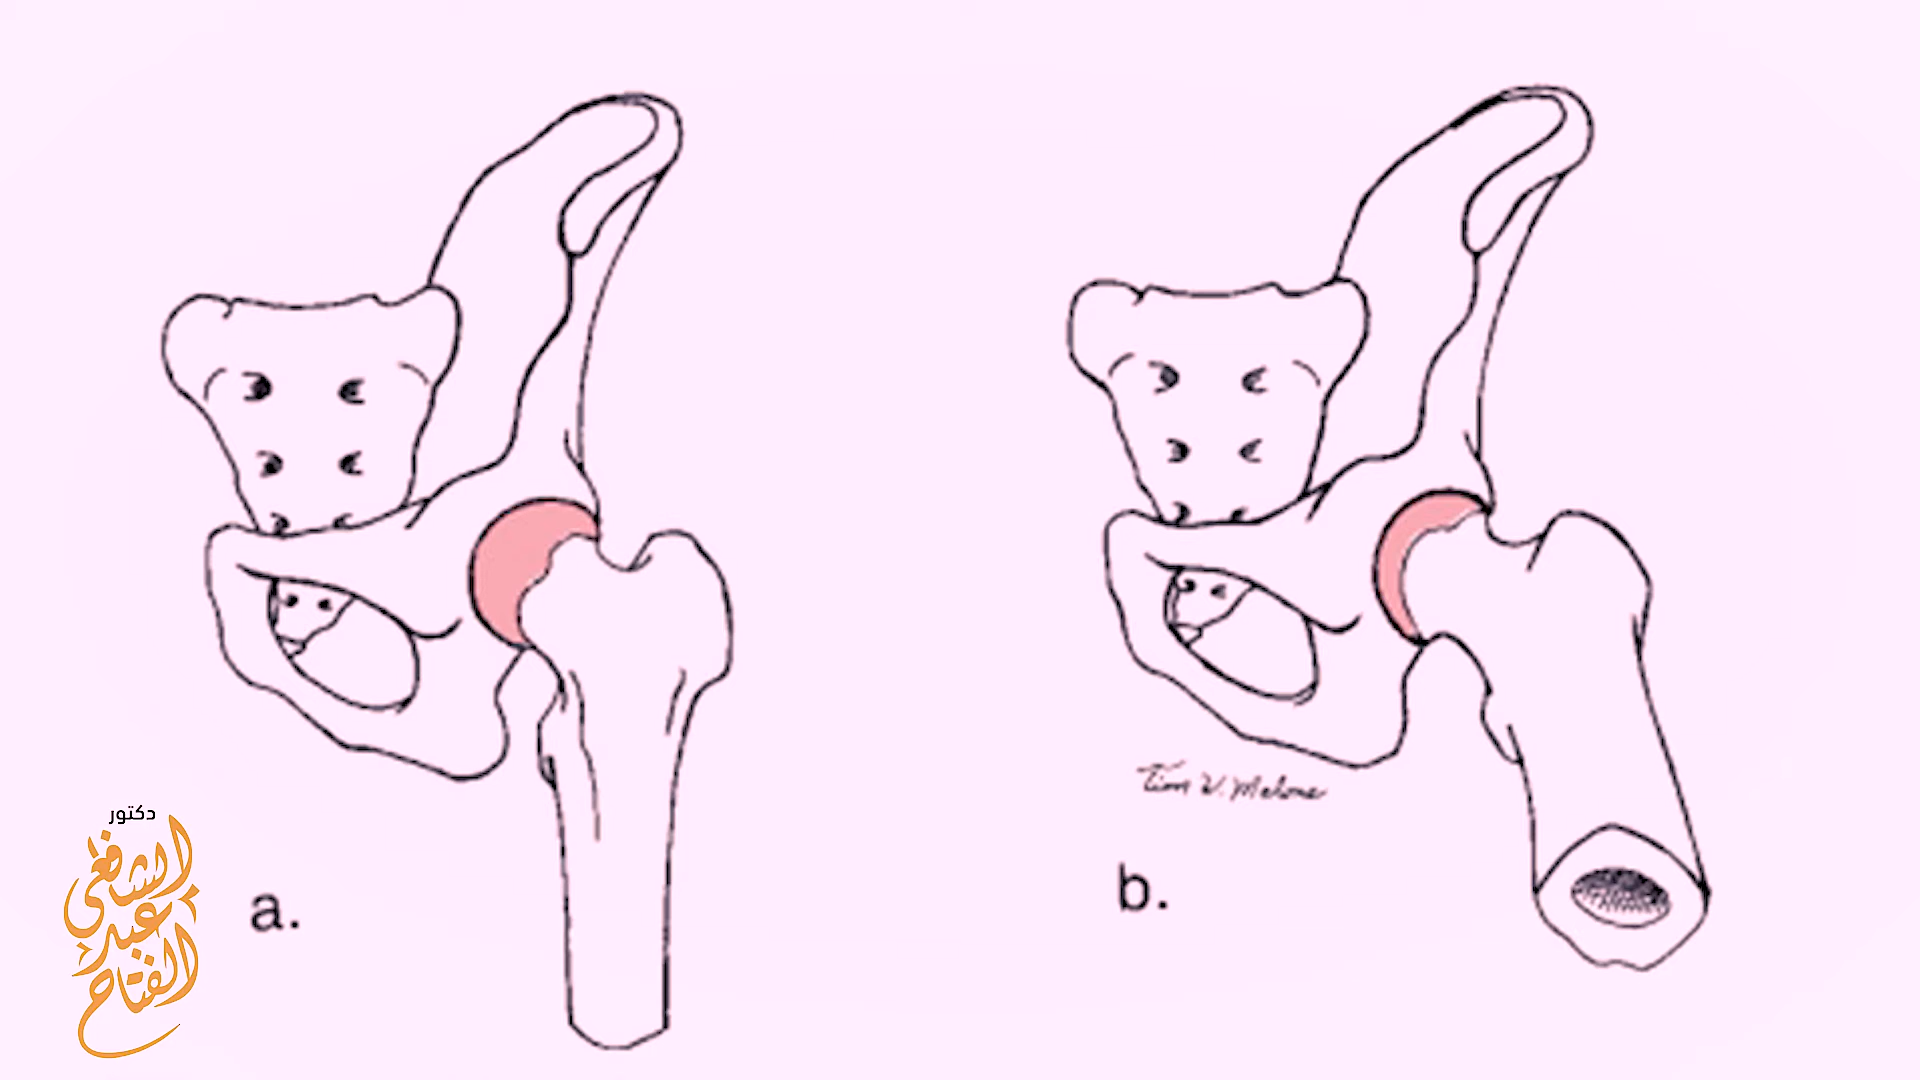 Tim W. Malone
a.
b.
دكتور
الشافعي
عبد
الفتاح